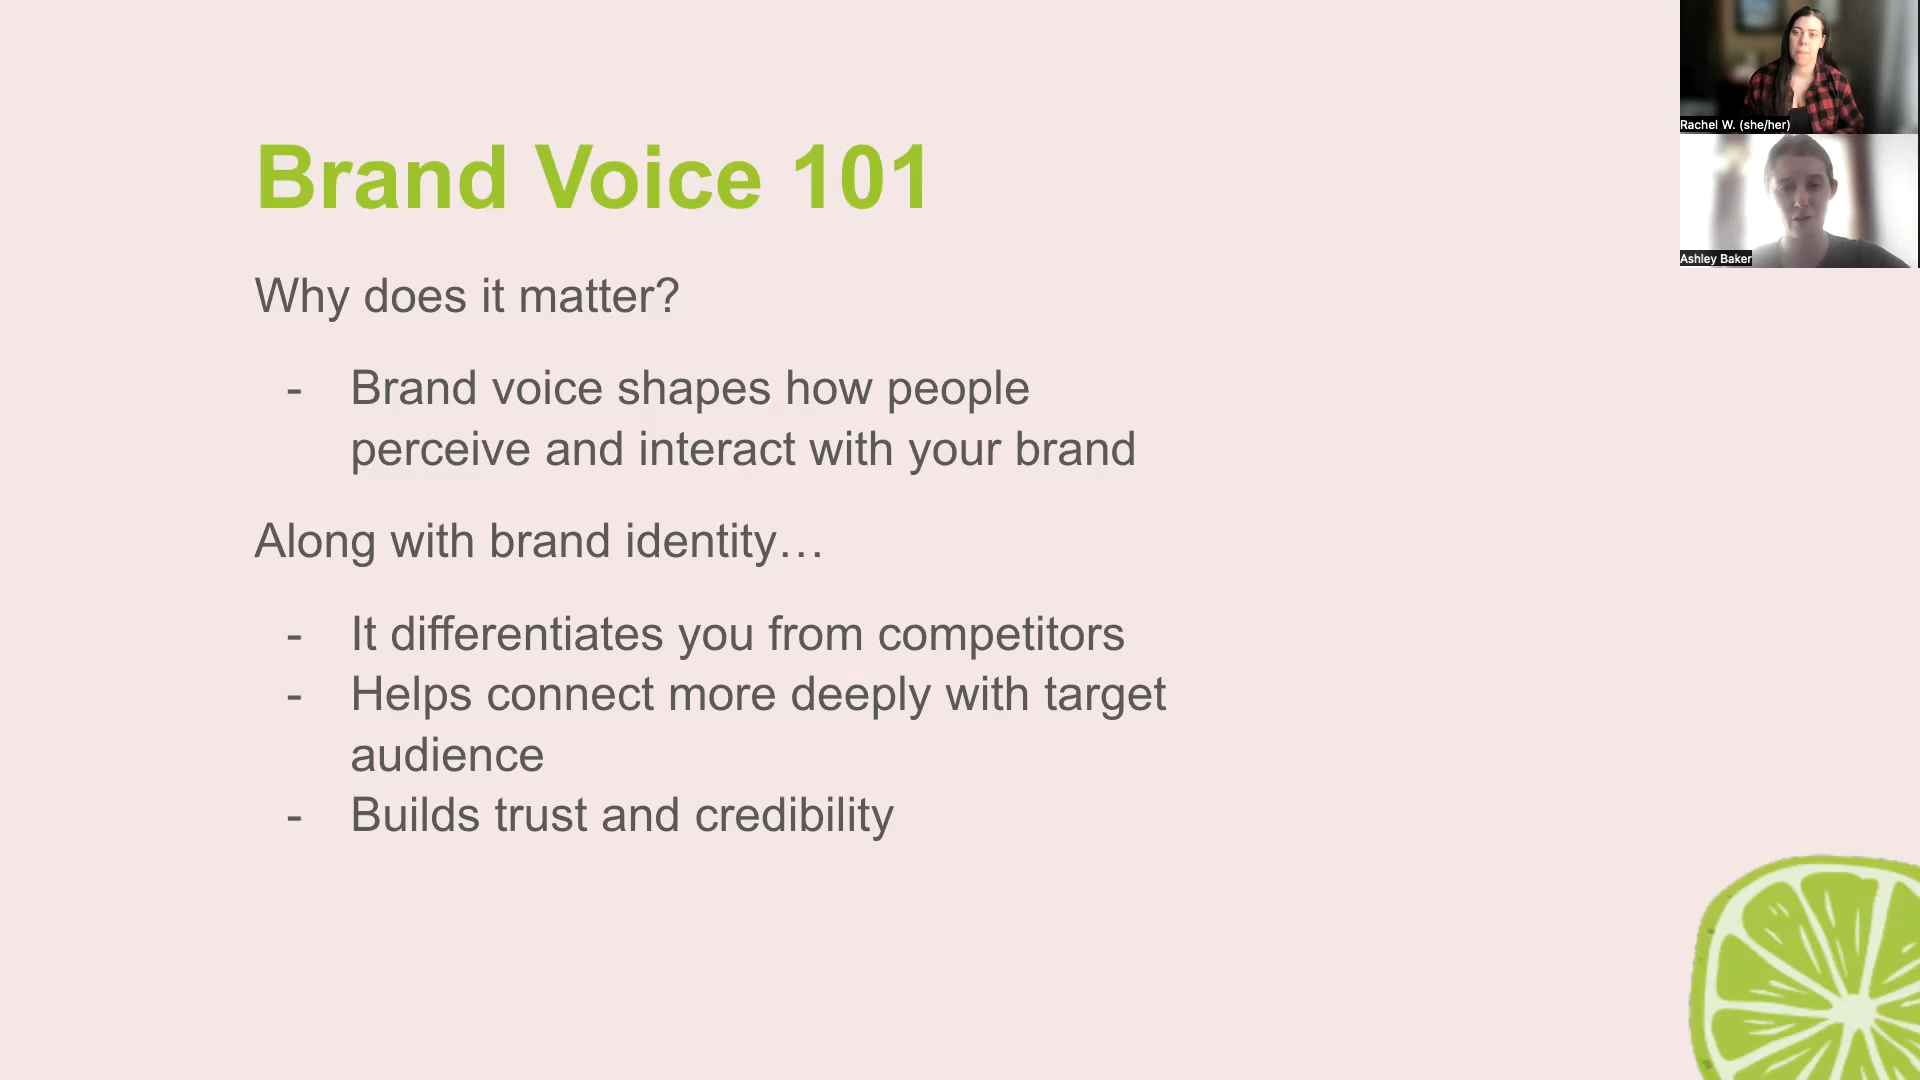 Brand Voice 101
Why does it matter?
- Brand voice shapes how people
perceive and interact with your brand
Along with brand identity…
- It differentiates you from competitors
- Helps connect more deeply with target
audience
- Builds trust and credibility
Rachel W. (she/her)
Ashley Baker